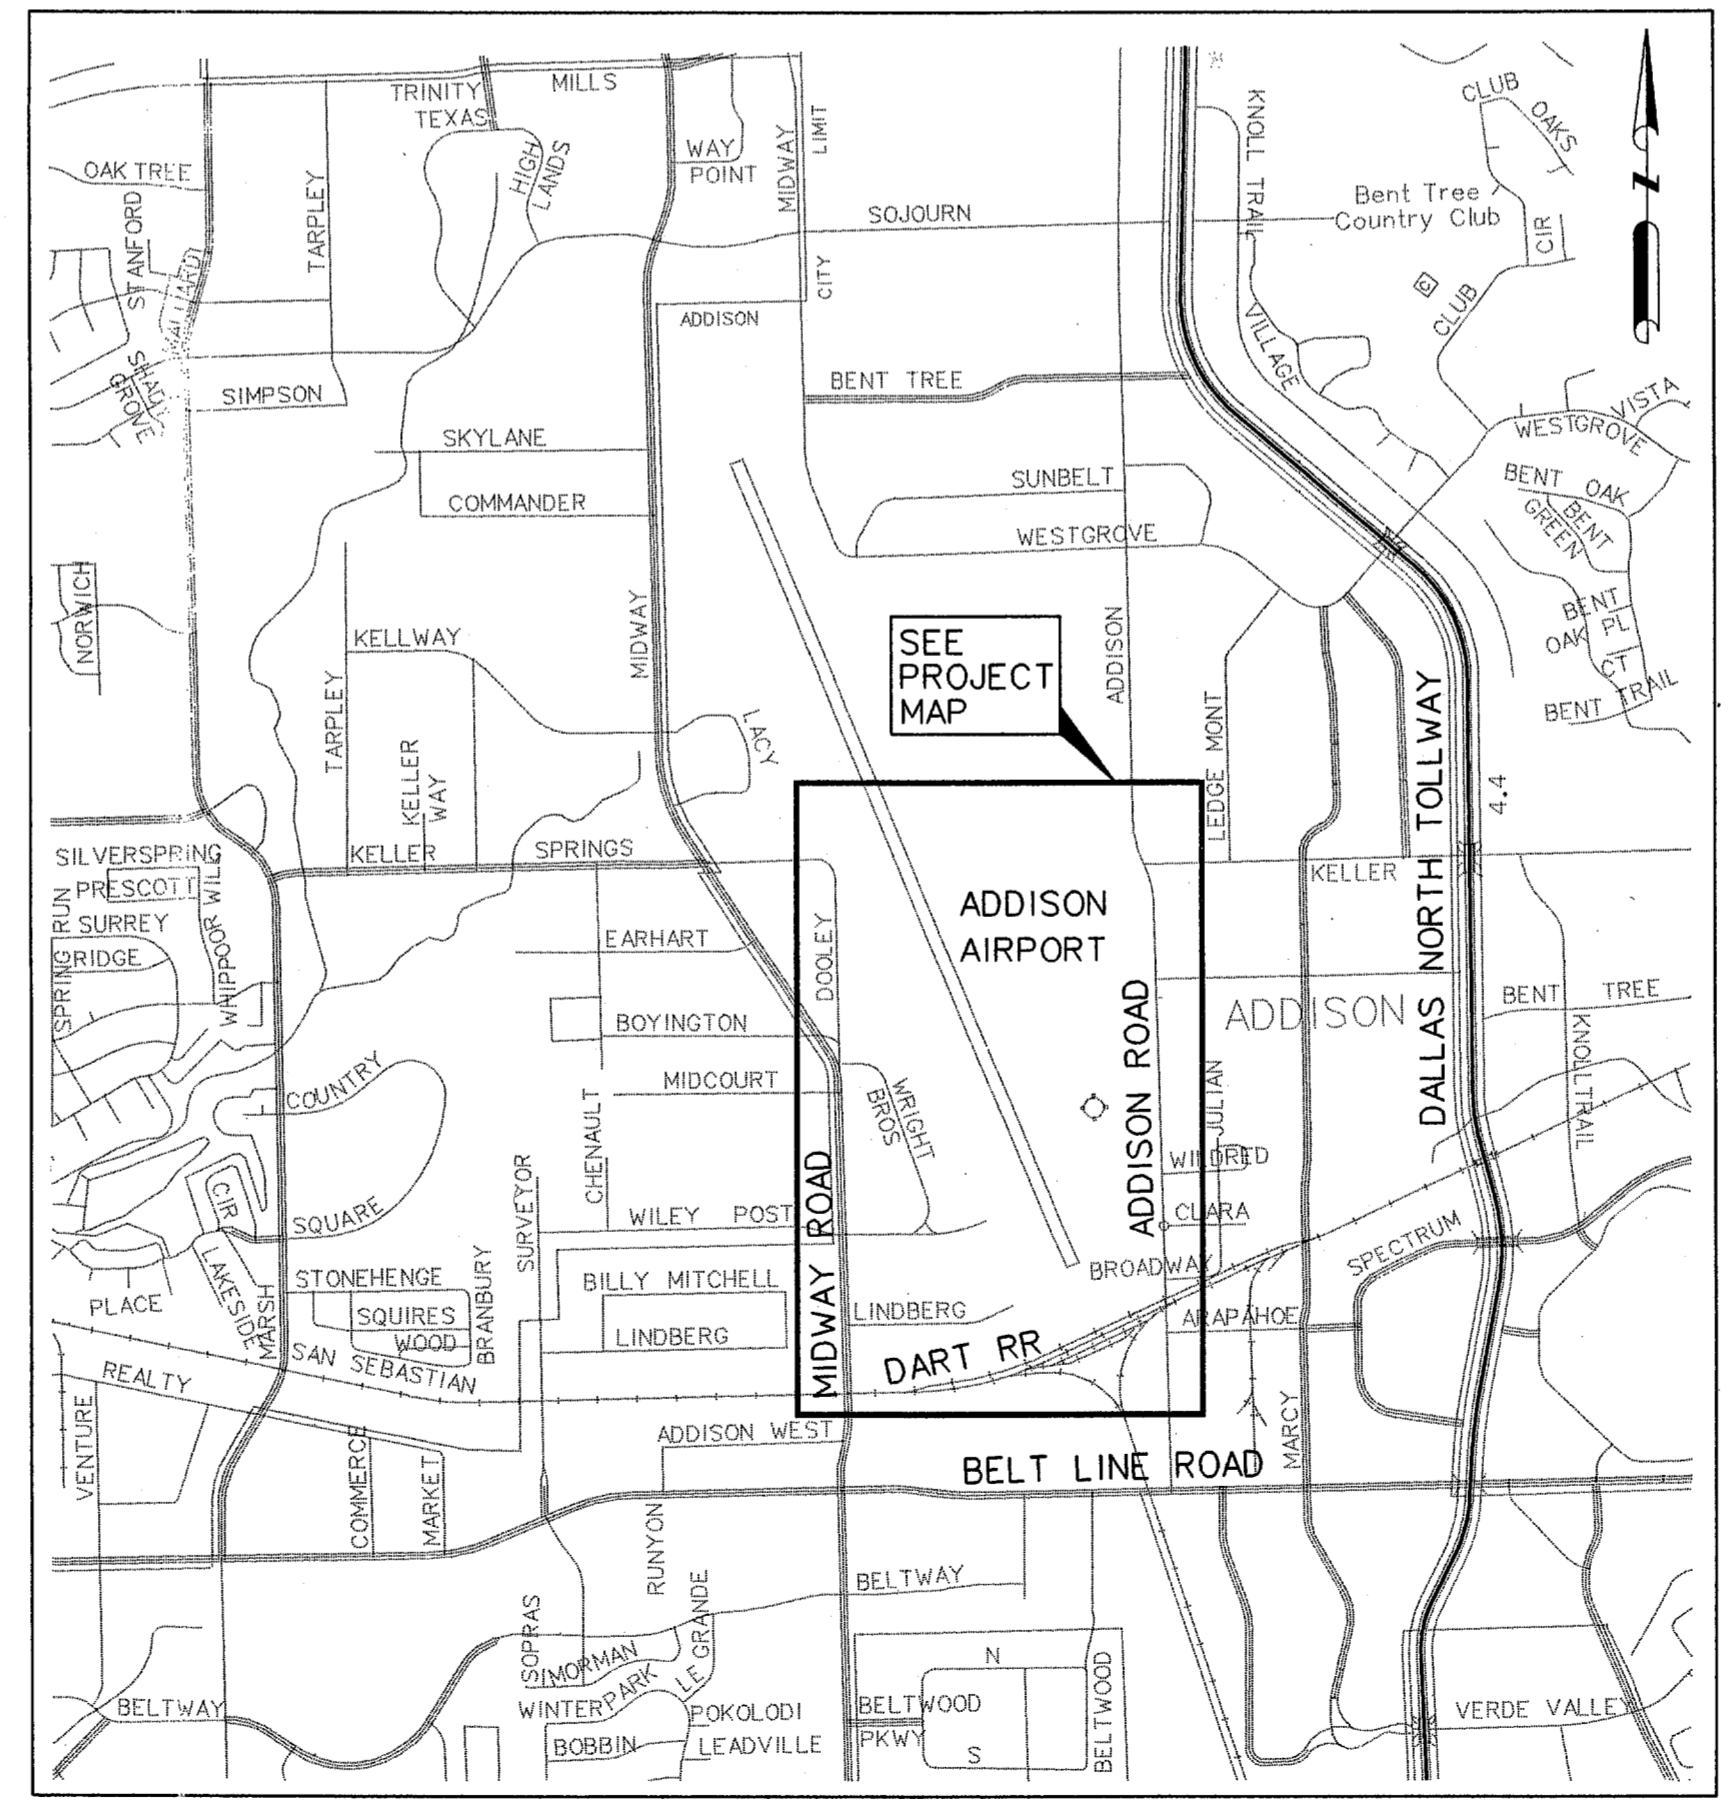 TRINITY
MILLS
TEXAS
OAK TREE
STANFORD
TARPLEY
HIGH
LANDS
WAY
POINT
MIDWAY
LIMIT
CITY
SOJOURN
KNOLL TRAIL
CLUB
OAKS
Bent Tree
Country Club
CIR
C
CLUB
VILLAGE
ADDISON
BENT TREE
SIMPSON
GROVE
SKYLANE
COMMANDER
SUNBELT
WESTGROVE
VISTA
WESTGROVE
BENT OAK
BENT
GREEN
BENT
OAK PL
CT
BENT TRAIL
NORWICH
KELLWAY
MIDWAY
TARPLEY
KELLER
WAY
LACY
SEE
PROJECT
MAP
ADDISON
LEDGE MONT
DALLAS NORTH TOLLWAY
4.4
SILVERSPRING
PRESCOTT
SURREY
RIDGE
SPRING RUN
WHIPPOOR WILL
KELLER SPRINGS
KELLER
EARHART
DOOLEY
ADDISON
AIRPORT
ADDISON ROAD
ADDISON
BENT TREE
KNOLLTRAIL
BOYINGTON
MIDCOURT
CHENAULT
WRIGHT
BROS
JULIAN
WILDRED
CLARA
BROADWAY
ARAPAHOE
SPECTRUM
COUNTRY
SQUARE
CIR
LAKESIDE
PLACE
MARSH
STONEHENGE
SQUIRES
WOOD
BRANBURY
SURVEYOR
WILEY POST
BILLY MITCHELL
LINDBERG
MIDWAY ROAD
LINDBERG
DART RR
SAN SEBASTIAN
REALTY
VENTURE
COMMERCE
MARKET
ADDISON WEST
BELT LINE ROAD
MARCY
RUNYON
BELTWAY
SOPRAS
MORMAN
LE GRANDE
WINTERPARK
POKOLODI
BOBBIN
LEADVILLE
BELTWAY
N
BELTWOOD
PKWY
S
BELTWOOD
VERDE VALLEY